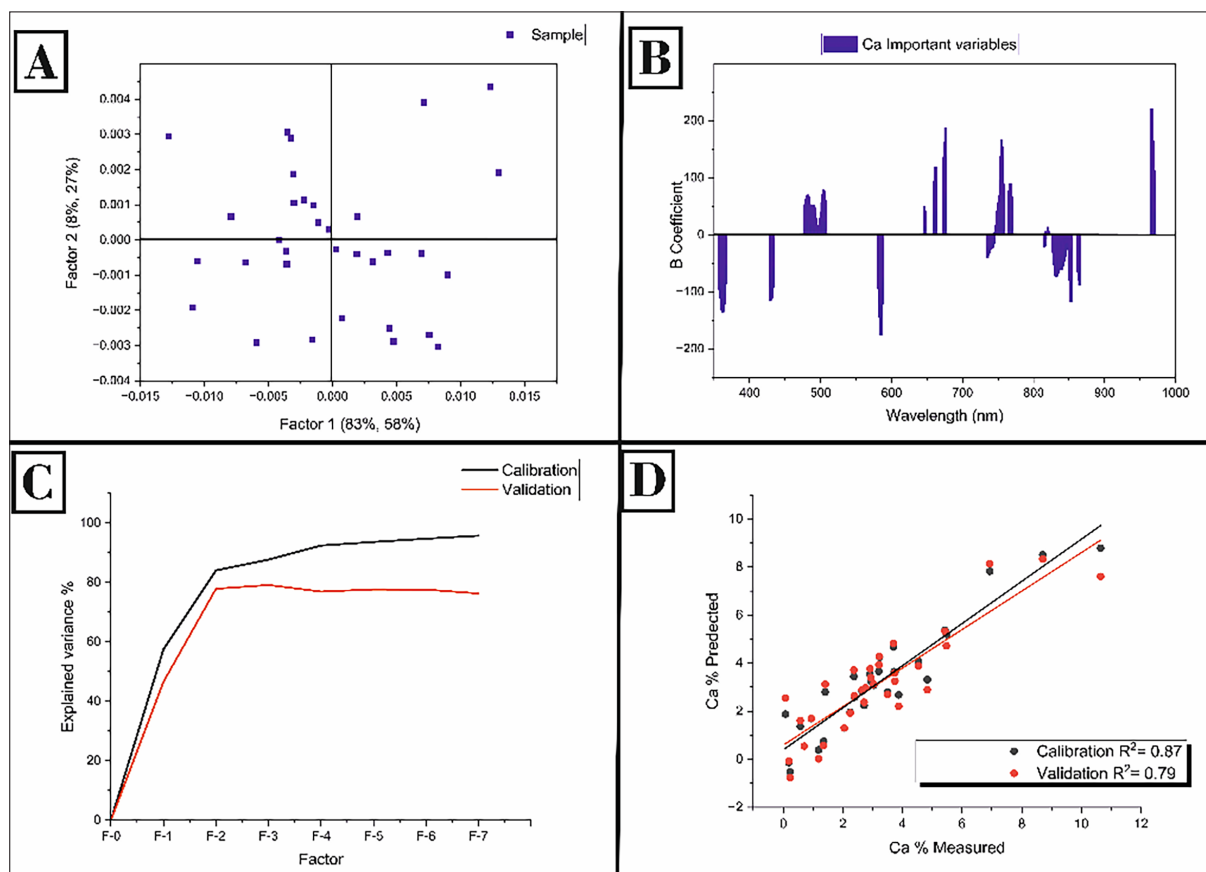 A
Sample
Factor 2 (8%, 27%)
0.004
0.003
0.002
0.001
0.000
−0.001
−0.002
−0.003
−0.004
−0.015 −0.010 −0.005 0.000 0.005 0.010 0.015
Factor 1 (83%, 58%)
B
Ca Important variables
B Coefficient
200
100
0
−100
−200
400 500 600 700 800 900 1000
Wavelength (nm)
C
Calibration
Validation
Explained variance %
100
80
60
40
20
0
F-0 F-1 F-2 F-3 F-4 F-5 F-6 F-7
Factor
D
Ca % Predected
10
8
6
4
2
0
−2
Calibration R²= 0.87
Validation R²= 0.79
0 2 4 6 8 10 12
Ca % Measured